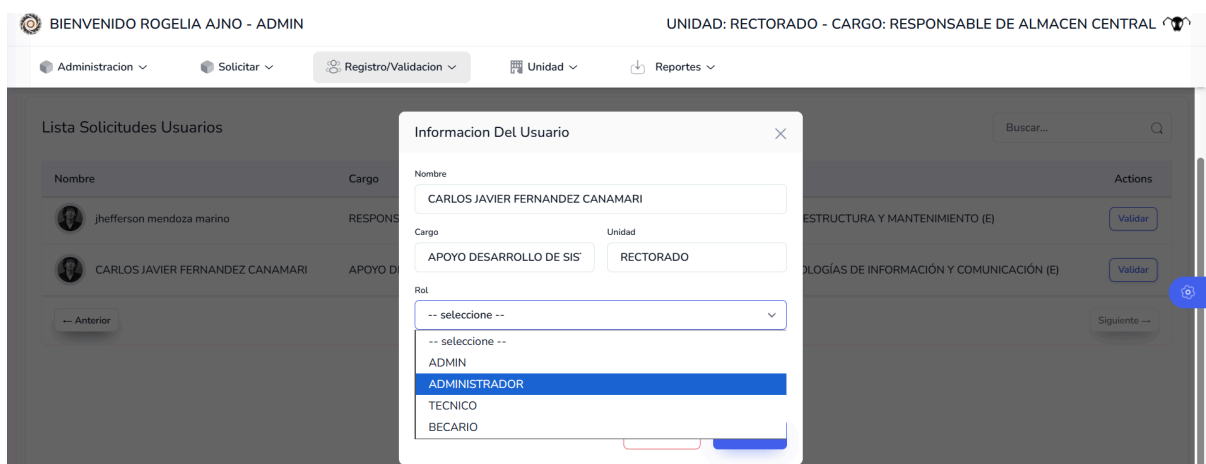 BIENVENIDO ROGELIA AJNO - ADMIN
UNIDAD: RECTORADO - CARGO: RESPONSABLE DE ALMACEN CENTRAL
Administracion
Solicitar
Registro/Validacion
Unidad
Reportes
Lista Solicitudes Usuarios
Buscar...
Informacion Del Usuario
Nombre
Cargo
Actions
Nombre
CARLOS JAVIER FERNANDEZ CANAMARI
jhefferson mendoza marino
RESPONS
ESTRUCTURA Y MANTENIMIENTO (E)
Validar
Cargo
Unidad
APOYO DESARROLLO DE SIS
RECTORADO
CARLOS JAVIER FERNANDEZ CANAMARI
APOYO D
OLOGÍAS DE INFORMACIÓN Y COMUNICACIÓN (E)
Validar
Rol
-- seleccione --
← Anterior
Siguiente →
-- seleccione --
ADMIN
ADMINISTRADOR
TECNICO
BECARIO